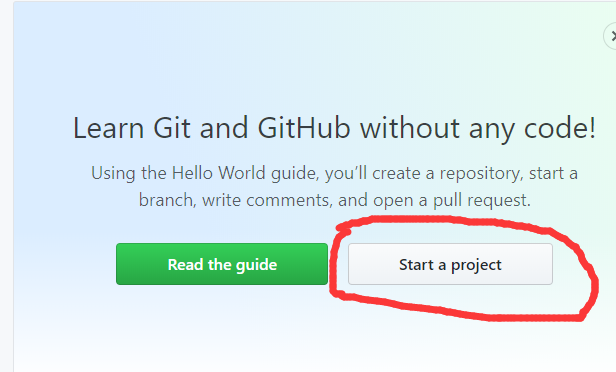 Learn Git and GitHub without any code!
Using the Hello World guide, you’ll create a repository, start a
branch, write comments, and open a pull request.
Read the guide
Start a project